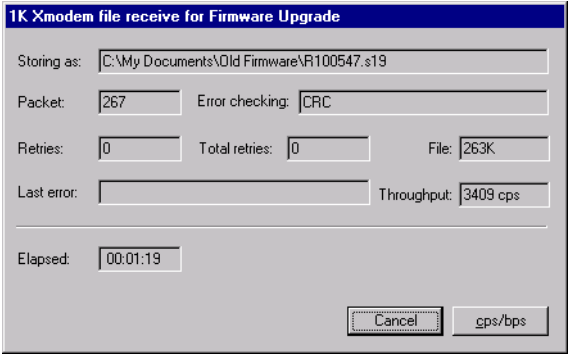 1K Xmodem file receive for Firmware Upgrade
Storing as: C:\My Documents\Old Firmware\R100547.s19
Packet: 267 Error checking: CRC
Retries: 0 Total retries: 0 File: 263K
Last error: Throughput: 3409 cps
Elapsed: 00:01:19
Cancel cps/bps